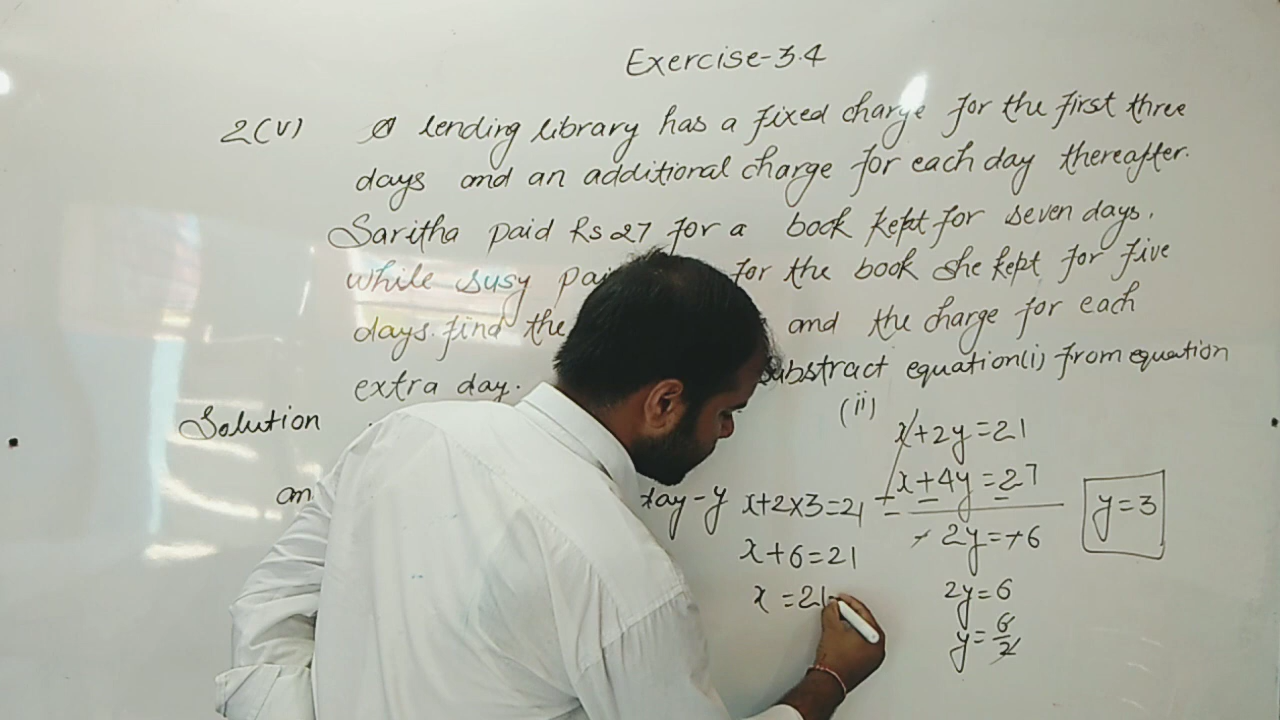 Exercise-3.4
2(V) A lending library has a fixed charge for the first three
days and an additional charge for each day thereafter.
Saritha paid Rs 27 for a book kept for seven days,
while susy for the book she kept for five
days. find the and the charge for each
extra day.
substract equation(i) from equation
(ii)
Solution
x+2y=21
x+4y=27
-2y=-6
2y=6
y=6/2
y=3
day-y
x+2x3=21
x+6=21
x=21-